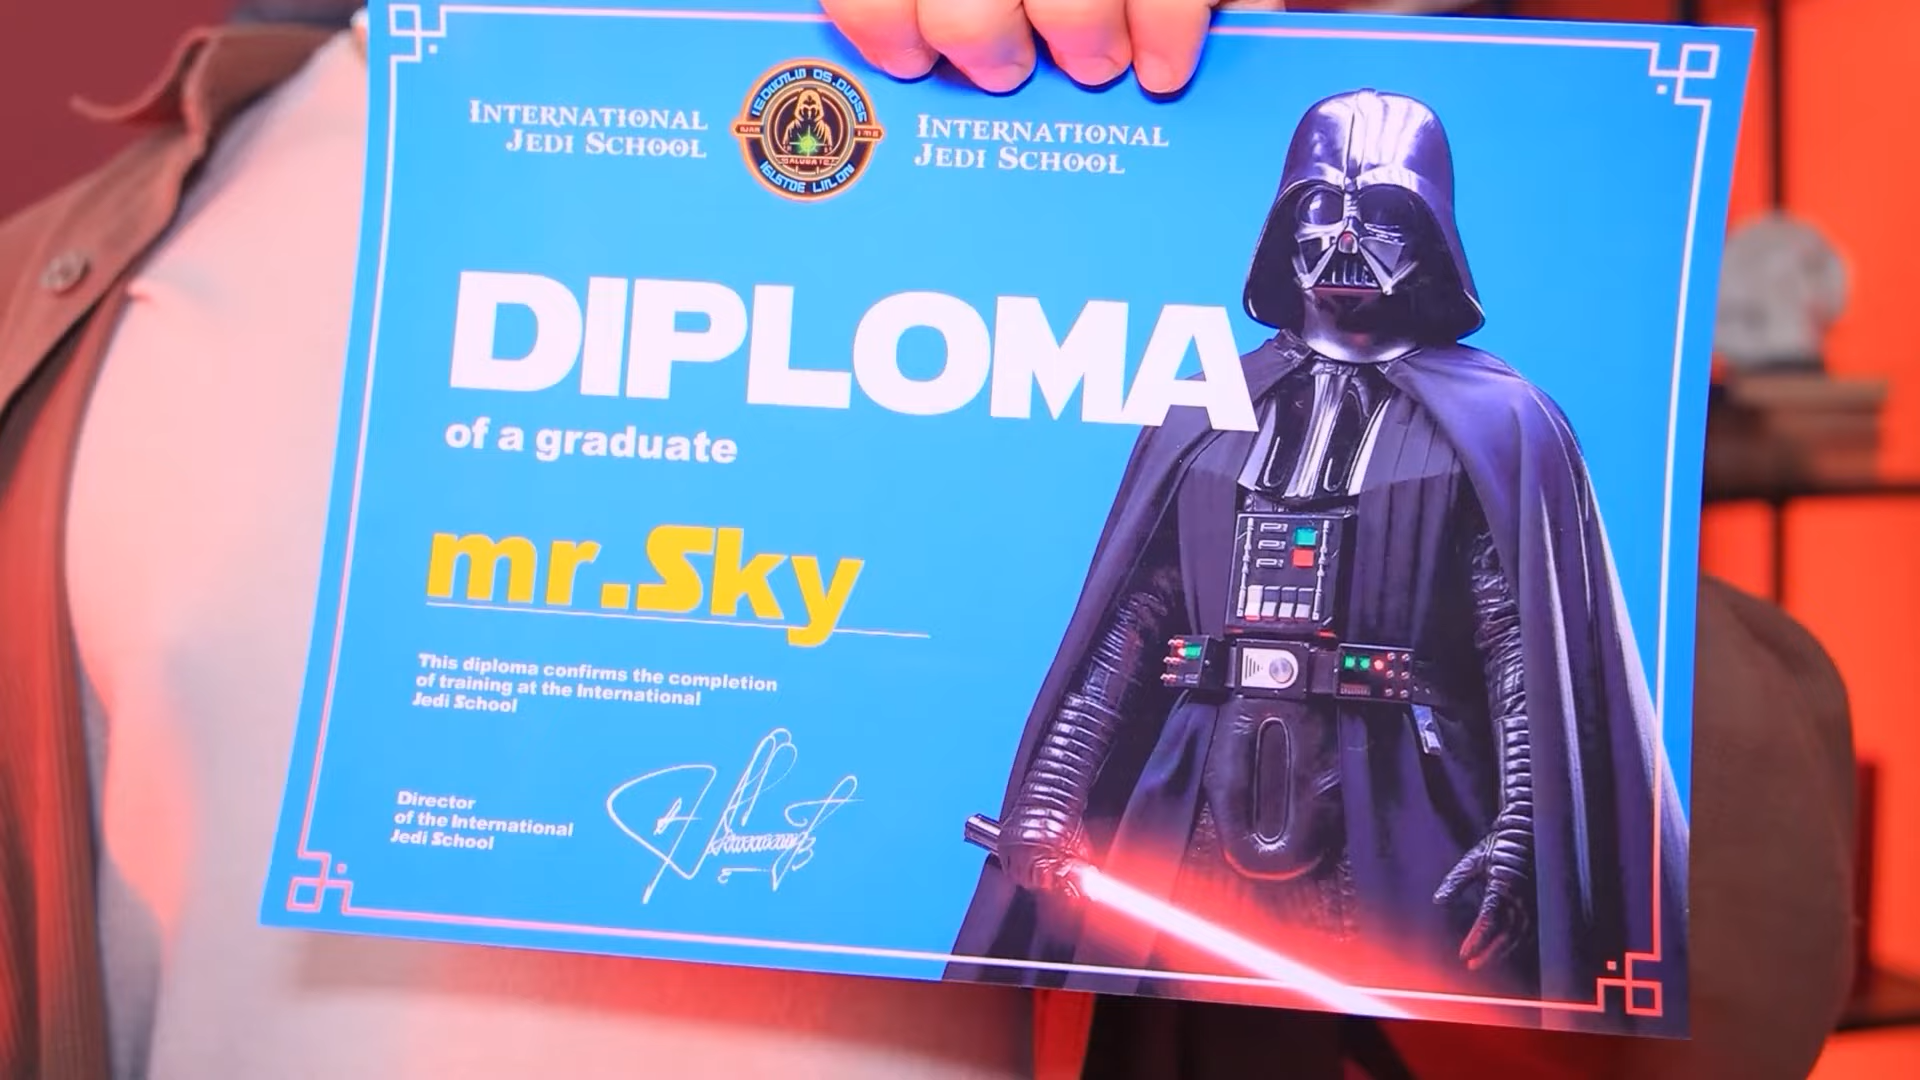 INTERNATIONAL
JEDI SCHOOL
INTERNATIONAL
JEDI SCHOOL
DIPLOMA
of a graduate
mr.Sky
This diploma confirms the completion
of training at the International
Jedi School
Director
of the International
Jedi School